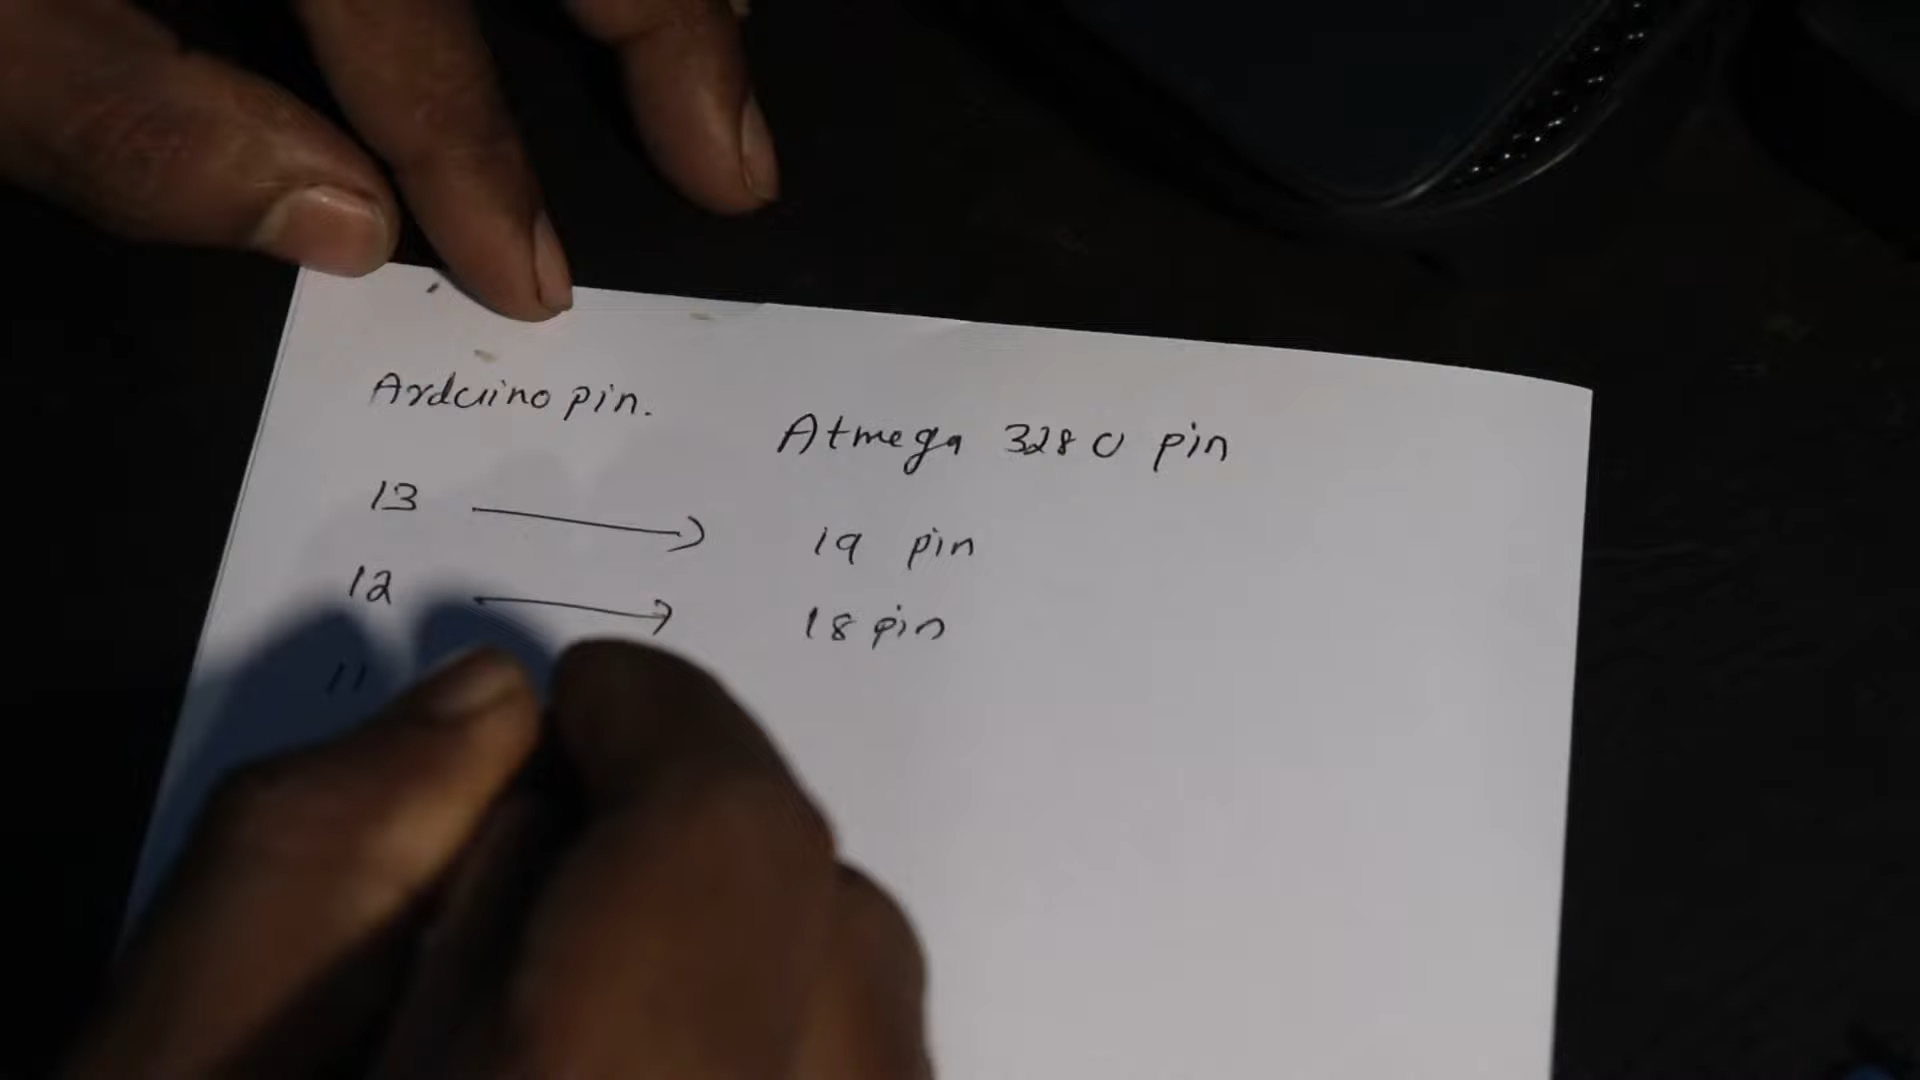 Arduino pin.
Atmega 328 U pin
13 → 19 pin
12 → 18 pin
11